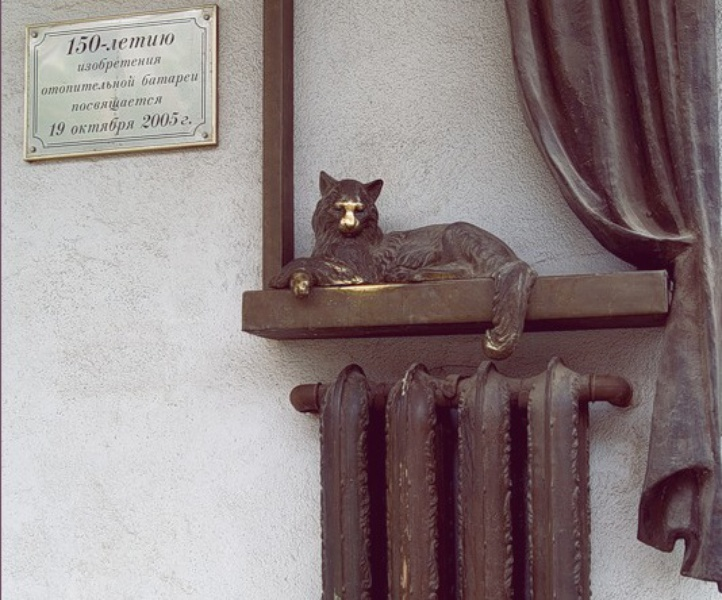 150-летию
изобретения
отопительной батареи
посвящается
19 октября 2005 г.